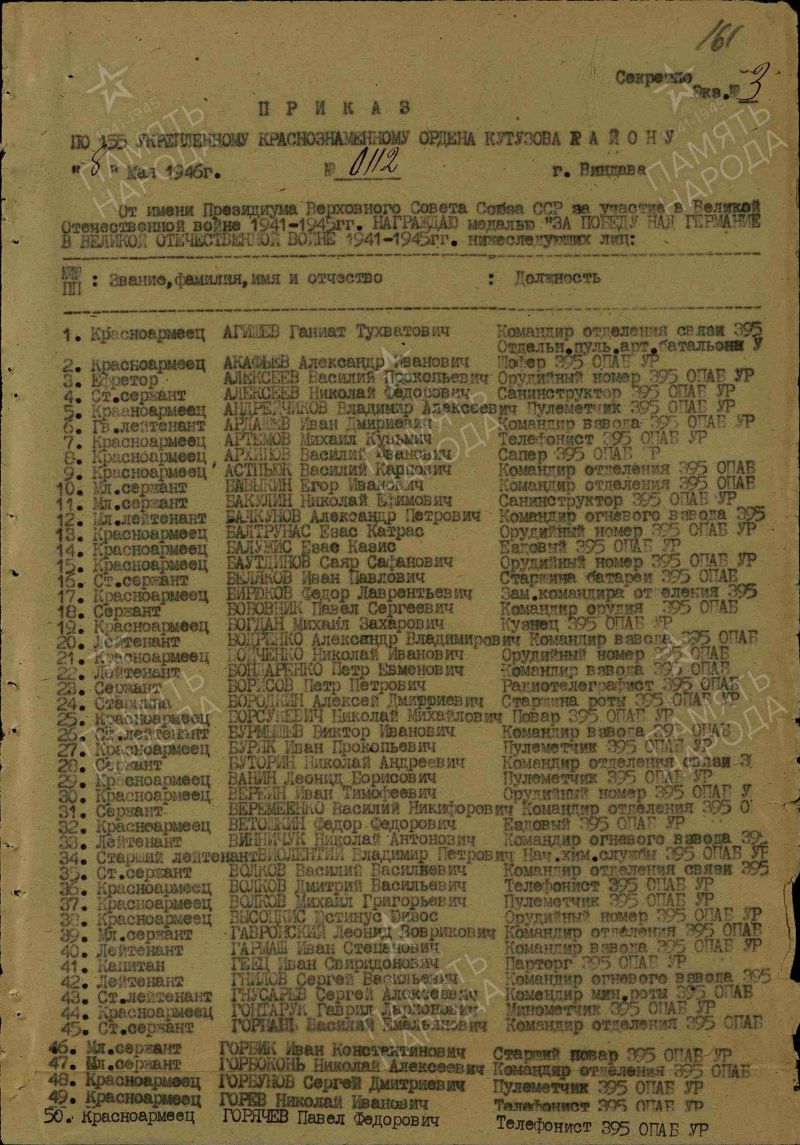 161
Секретно
Экз.№ 3
ПРИКАЗ
ПО 155 УКРЕПЛЕННОМУ КРАСНОЗНАМЕННОМУ ОРДЕНА КУТУЗОВА РАЙОНУ
"8" Мая 1946г. № 0112 г. Виндава
От имени Президиума Верховного Совета Союза ССР за участие в Великой
Отечественной войне 1941-1945гг. НАГРАЖДАЮ медалью "ЗА ПОБЕДУ НАД ГЕРМАНИЕЙ
В ВЕЛИКОЙ ОТЕЧЕСТВЕННОЙ ВОЙНЕ 1941-1945гг. нижеследующих лиц:
№№ ПП : Звание,фамилия,имя и отчество : Должность
1. Красноармеец АГИШЕВ Ганиат Тухватович Командир отделения связи 395
Отдельн.пуль.арт.батальона У
2. Красноармеец Александр Иванович Шофер 395 ОПАБ УР
3. Ефретор АЛЕКСЕЕВ Василий Прокопьевич Орудийный номер 395 ОПАБ УР
4. Ст.сержант АЛЕКСЕЕВ Николай Федорович Санинструктор 395 ОПАБ УР
5. Красноармеец АНДРЕЙЧИКОВ Владимир Алексеевич Пулеметчик 395 ОПАБ УР
6. Гв.лейтенант Иван Дмириевич Командир взвода 395 ОПАБ УР
7. Красноармеец АРТЕМОВ Михаил Кузьмич Телефонист 395 ОПАБ УР
8. Красноармеец АРХИПОВ Василий Иванович Сапер 395 ОПАБ УР
9. Красноармеец Василий Карпович Командир отделения 395 ОПАБ
10. Мл.сержант Егор Иванович Командир отделения 395 ОПАБ
11. Мл.сержант БАКУЛИН Николай Ефимович Санинструктор 395 ОПАБ УР
12. Мл.лейтенант Александр Петрович Командир огневого взвода 395
13. Красноармеец БАЛТРУНАС Езас Катрас Орудийный номер 395 ОПАБ УР
14. Красноармеец Езас Казис Ездовый 395 ОПАБ УР
15. Красноармеец БАУТДИНОВ Саяр Сафанович Орудийный номер 395 ОПАБ УР
16. Ст.сержант БЕЛЯКОВ Иван Павлович Старшина батареи 395 ОПАБ
17. Красноармеец БИРЮКОВ Федор Лаврентьевич Зам.командира отделения 395
18. Сержант БОБОВНИК Павел Сергеевич Командир орудия 395 ОПАБ
19. Красноармеец БОГДАН Михаил Захарович Кузнец 395 ОПАБ УР
20. Лейтенант БОДРЕНКО Александр Владимирович Командир взвода 395 ОПАБ
21. Красноармеец Николай Иванович Орудийный номер 395 ОПАБ
22. Лейтенант БОНДАРЕНКО Петр Евменович Командир взвода 395 ОПАБ
23. Сержант БОРИСОВ Петр Петрович Радиотелеграфист 395 ОПАБ
24. Старшина БОРОДКИН Алексей Дмитриевич Старшина роты 395 ОПАБ УР
25. Красноармеец БОРСУКЕВИЧ Николай Михайлович Повар 395 ОПАБ УР
26. Ст.лейтенант Виктор Иванович Командир взвода 395 ОПАБ
27. Красноармеец БУРЛЯК Иван Прокопьевич Пулеметчик 395 ОПАБ УР
28. Сержант БУТОРИН Николай Андреевич Командир отделения связи 3
29. Красноармеец ВАНИН Леонид Борисович Пулеметчик 395 ОПАБ УР
30. Красноармеец ВЕРБИН Иван Тимофеевич Орудийный номер 395 ОПАБ У
31. Сержант ВЕРЕМЕЕНКО Василий Никифорович Командир отделения 395 О
32. Красноармеец ВЕТОШКИН Федор Федорович Ездовый 395 ОПАБ УР
33. Лейтенант ВИННИЧУК Николай Антонович Командир огневого взвода 39
34. Старший лейтенант ВИОЛЕНТИЙ Владимир Петрович Нач.хим.службы 395 ОПАБ УР
35. Ст.сержант ВОЛКОВ Василий Василиевич Командир отделения связи 395
36. Красноармеец ВОЛКОВ Дмитрий Васильевич Телефонист 395 ОПАБ УР
37. Красноармеец ВОЛКОВ Михаил Григорьевич Пулеметчик 395 ОПАБ УР
38. Красноармеец ВЫСОЦКИС Орудийный номер 395 ОПАБ УР
39. Мл.сержант ГАВРОНСКИЙ Леонид Зоврикович Командир отделения 395 ОПАБ
40. Лейтенант ГАРМАШ Иван Степанович Командир взвода 395 ОПАБ УР
41. Капитан Иван Свиридонович Парторг 395 ОПАБ УР
42. Лейтенант ГНИЛОВ Сергей Васильевич Командир огневого взвода 395
43. Ст.лейтенант ГНУСАРЕВ Сергей Алексеевич Комендир мин.роты 395 ОПАБ
44. Красноармеец ГОНТАРУК Гаврил Минометчик 395 ОПАБ УР
45. Ст.сержант ГОРГАНЬ Василий Емельянович Командир отделения 395 ОПАБ
46. Мл.сержант ГОРБИК Иван Константинович Старший повар 395 ОПАБ УР
47. Мл.сержант ГОРБОКОНЬ Николай Алексеевич Командир отделения 395 ОПАБ
48. Красноармеец ГОРБУНОВ Сергей Дмитриевич Пулеметчик 395 ОПАБ УР
49. Красноармеец ГОРЕВ Николай Иванович Телефонист 395 ОПАБ УР
50. Красноармеец ГОРЯЧЕВ Павел Федорович Телефонист 395 ОПАБ УР